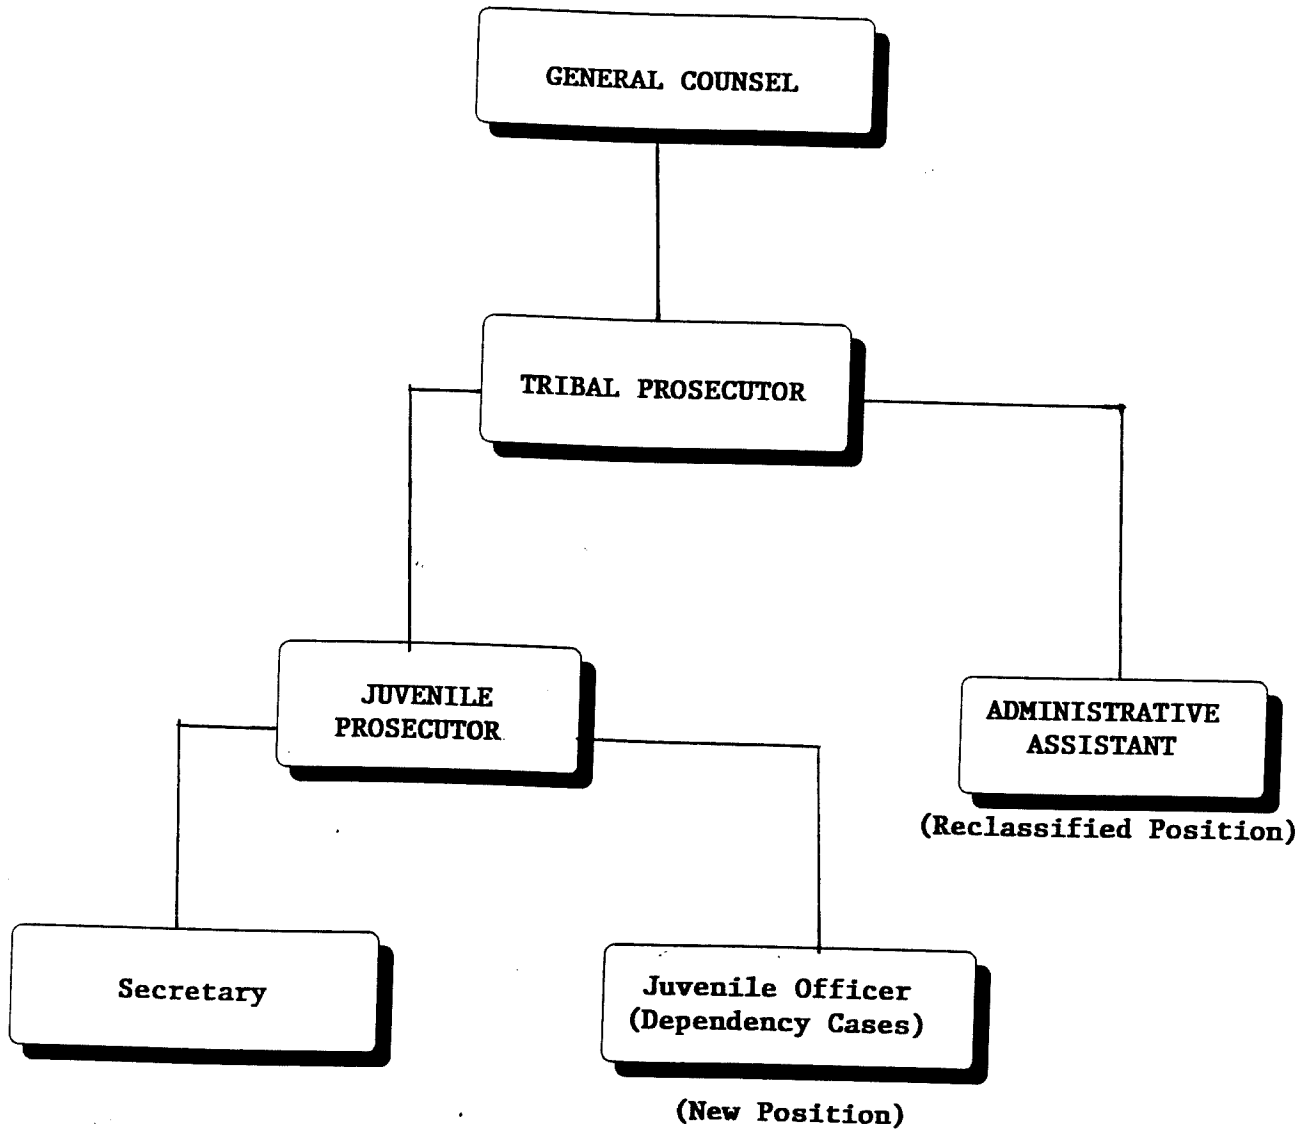 GENERAL COUNSEL
TRIBAL PROSECUTOR
JUVENILE
PROSECUTOR
ADMINISTRATIVE
ASSISTANT
(Reclassified Position)
Secretary
Juvenile Officer
(Dependency Cases)
(New Position)